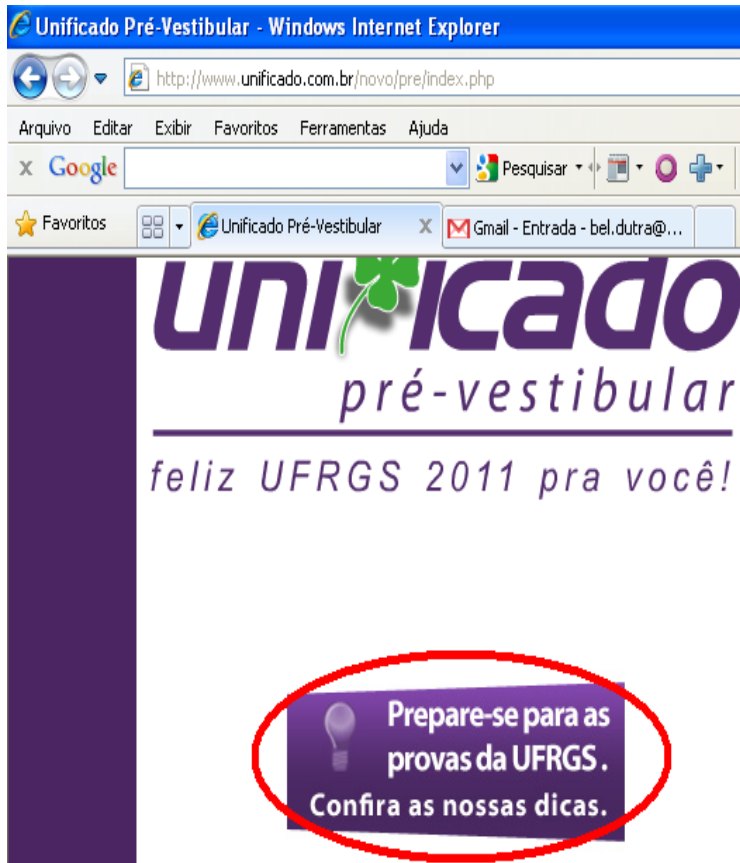 Unificado Pré-Vestibular - Windows Internet Explorer
http://www.unificado.com.br/novo/pre/index.php
Arquivo Editar Exibir Favoritos Ferramentas Ajuda
x Google Pesquisar
Favoritos Unificado Pré-Vestibular x Gmail - Entrada - bel.dutra@...
unificado
pré-vestibular
feliz UFRGS 2011 pra você!
Prepare-se para as
provas da UFRGS.
Confira as nossas dicas.